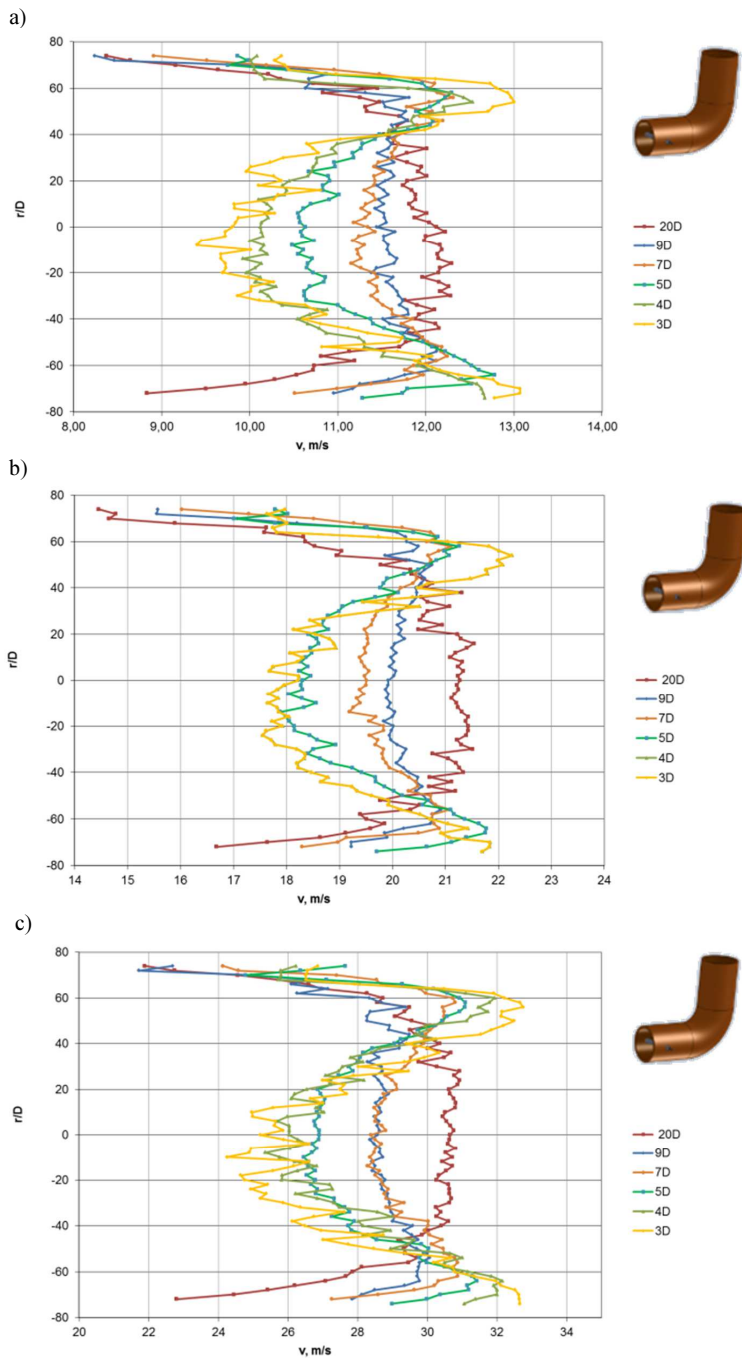 a)
80
60
40
20
0
-20
-40
-60
-80
r/D
8,00 9,00 10,00 11,00 12,00 13,00 14,00
v, m/s
20D
9D
7D
5D
4D
3D
b)
80
60
40
20
0
-20
-40
-60
-80
r/D
14 15 16 17 18 19 20 21 22 23 24
v, m/s
20D
9D
7D
5D
4D
3D
c)
80
60
40
20
0
-20
-40
-60
-80
r/D
20 22 24 26 28 30 32 34
v, m/s
20D
9D
7D
5D
4D
3D